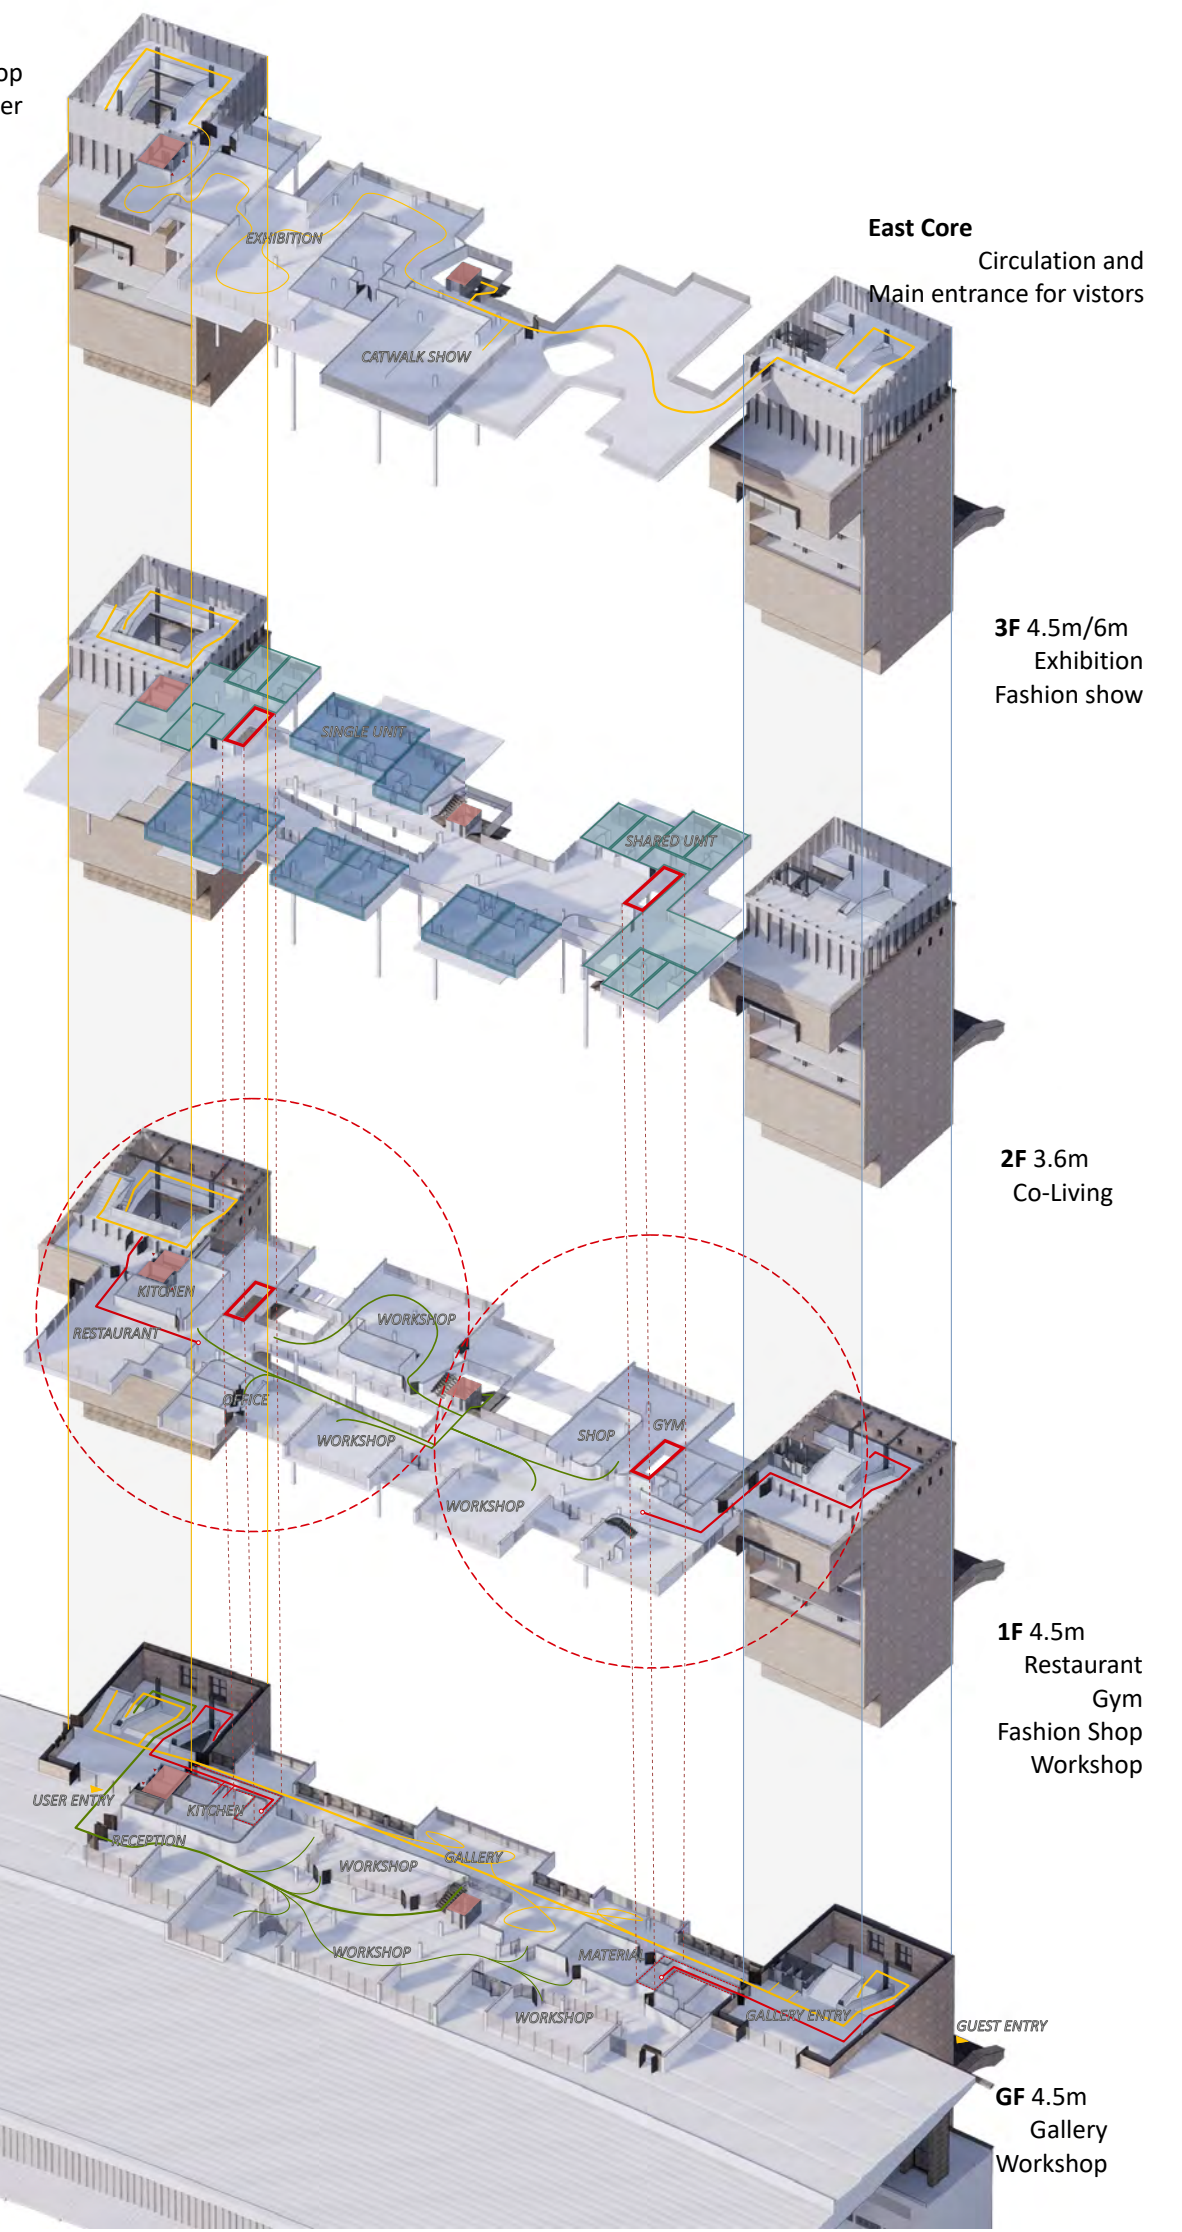 East Core
Circulation and
Main entrance for vistors
EXHIBITION
CATWALK SHOW
3F 4.5m/6m
Exhibition
Fashion show
SINGLE UNIT
SHARED UNIT
2F 3.6m
Co-Living
KITCHEN
RESTAURANT
WORKSHOP
OFFICE
WORKSHOP
SHOP
GYM
WORKSHOP
1F 4.5m
Restaurant
Gym
Fashion Shop
Workshop
USER ENTRY
KITCHEN
RECEPTION
WORKSHOP
GALLERY
WORKSHOP
MATERIAL
WORKSHOP
GALLERY ENTRY
GUEST ENTRY
GF 4.5m
Gallery
Workshop